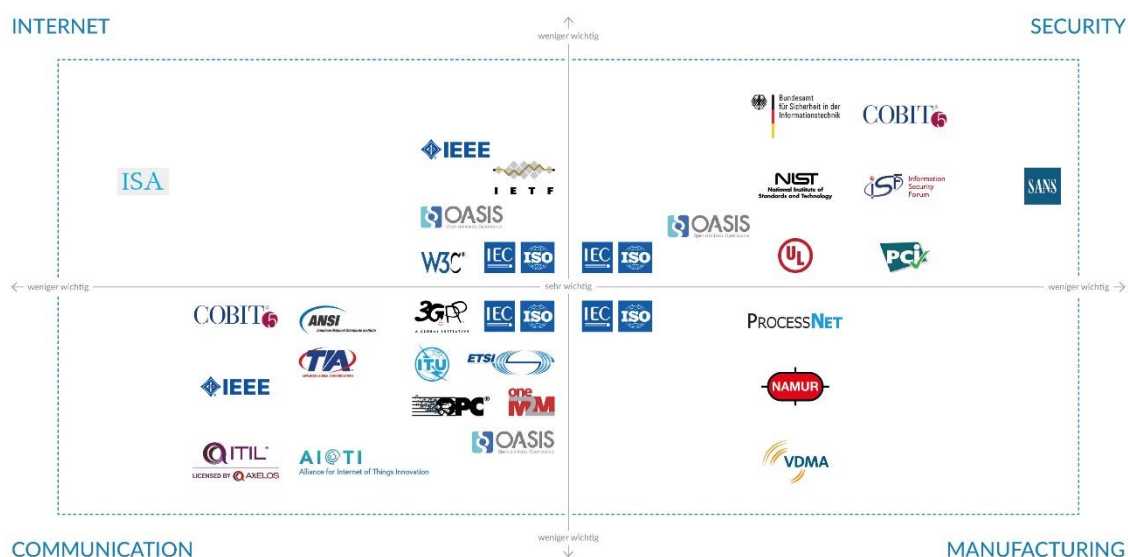 INTERNET
SECURITY
weniger wichtig
Bundesamt
für Sicherheit in der
Informationstechnik
COBIT 5
IEEE
IETF
ISA
NIST
National Institute of
Standards and Technology
iSF Information
Security
Forum
SANS
OASIS
OASIS
W3C
IEC ISO
IEC ISO
UL
PCI
weniger wichtig
sehr wichtig
weniger wichtig
COBIT 5
ANSI
3GPP
A GLOBAL INITIATIVE
IEC ISO
IEC ISO
PROCESSNET
TIA
ITU
ETSI
IEEE
OPC
one
M2M
NAMUR
OASIS
ITIL
LICENSED BY AXELOS
AIOTI
Alliance for Internet of Things Innovation
VDMA
weniger wichtig
COMMUNICATION
MANUFACTURING